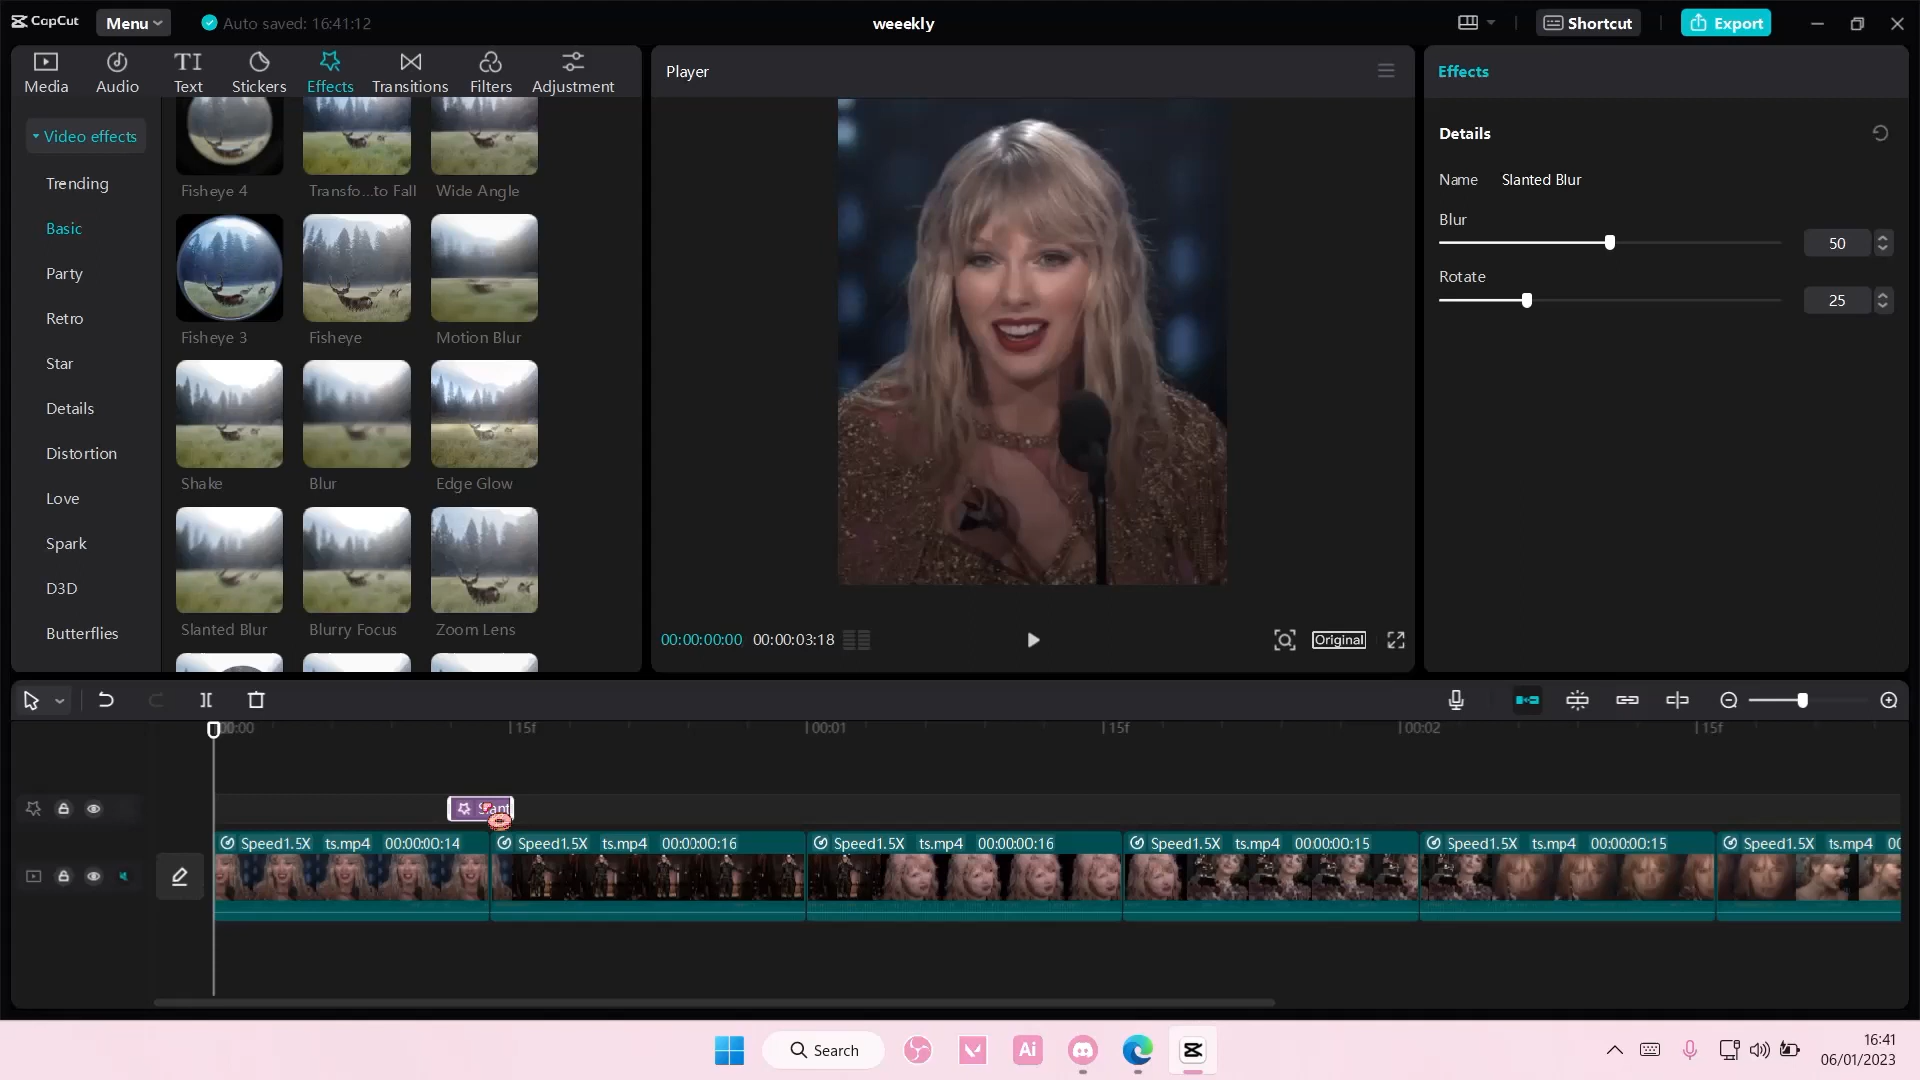 CapCut
Menu
Auto saved: 16:41:12
weeekly
Shortcut
Export
Media
Audio
TI
Text
Stickers
Effects
Transitions
Filters
Adjustment
Video effects
Trending
Basic
Party
Retro
Star
Details
Distortion
Love
Spark
D3D
Butterflies
Fisheye 4
Transfo...to Fall
Wide Angle
Fisheye 3
Fisheye
Motion Blur
Shake
Blur
Edge Glow
Slanted Blur
Blurry Focus
Zoom Lens
Player
00:00:00:00
00:00:03:18
Original
Effects
Details
Name
Slanted Blur
Blur
50
Rotate
25
00:00
15f
00:01
15f
00:02
15f
Speed1.5X ts.mp4 00:00:00:14
Speed1.5X ts.mp4 00:00:00:16
Speed1.5X ts.mp4 00:00:00:16
Speed1.5X ts.mp4 00:00:00:15
Speed1.5X ts.mp4 00:00:00:15
Speed1.5X ts.mp4 00
Search
Ai
16:41
06/01/2023